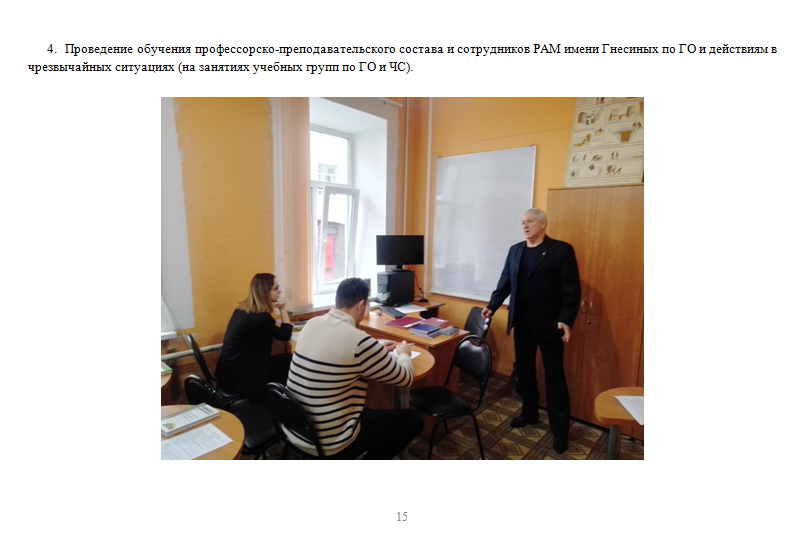 4. Проведение обучения профессорско-преподавательского состава и сотрудников РАМ имени Гнесиных по ГО и действиям в
чрезвычайных ситуациях (на занятиях учебных групп по ГО и ЧС).
15